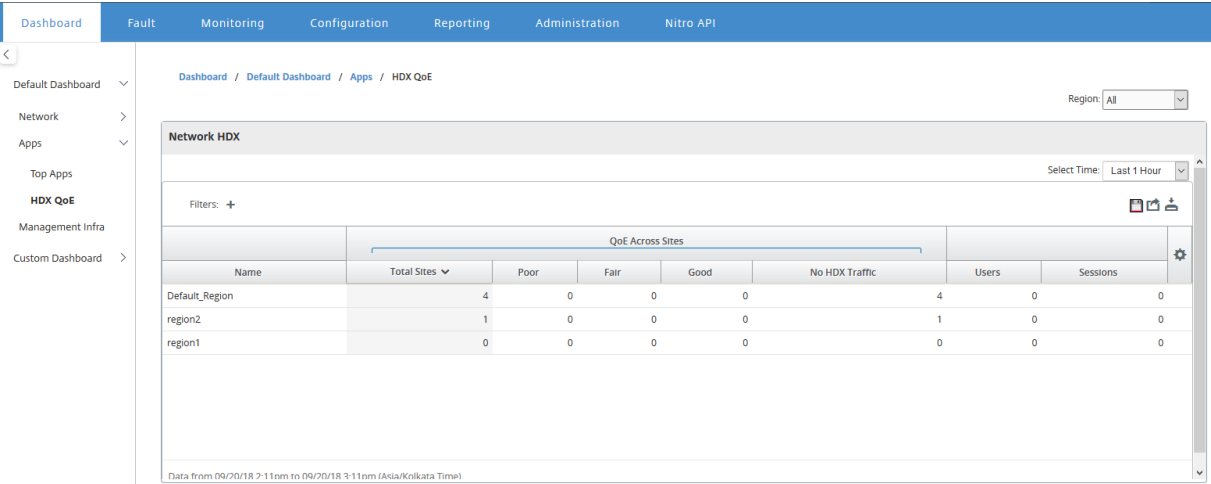 Dashboard Fault Monitoring Configuration Reporting Administration Nitro API
Default Dashboard
Network
Apps
Top Apps
HDX QoE
Management Infra
Custom Dashboard
Dashboard / Default Dashboard / Apps / HDX QoE
Region: All
Network HDX
Select Time: Last 1 Hour
Filters: +
QoE Across Sites
Name Total Sites Poor Fair Good No HDX Traffic Users Sessions
Default_Region 4 0 0 0 4 0 0
region2 1 0 0 0 1 0 0
region1 0 0 0 0 0 0 0
Data from 09/20/18 2:11pm to 09/20/18 3:11pm (Asia/Kolkata Time)